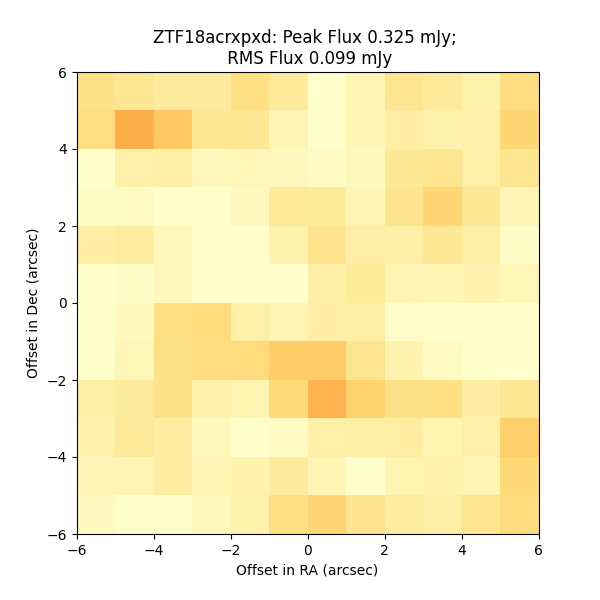 ZTF18acrxpxd: Peak Flux 0.325 mJy;
RMS Flux 0.099 mJy
6
4
2
0
−2
−4
−6
Offset in Dec (arcsec)
−6 −4 −2 0 2 4 6
Offset in RA (arcsec)